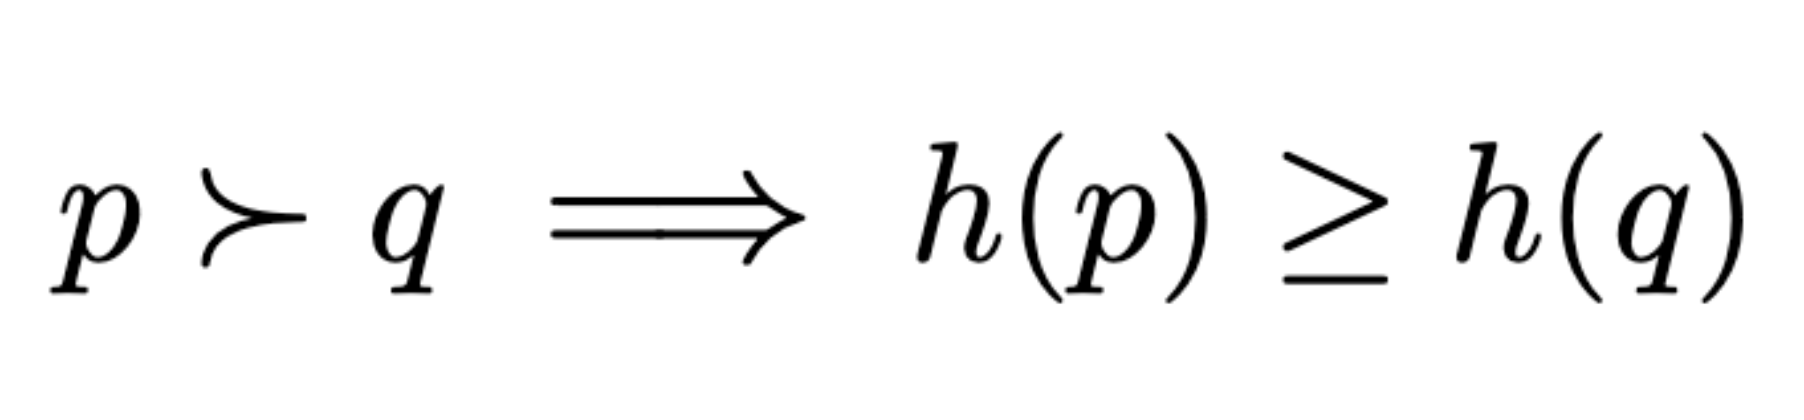 p ≻ q ⟹ h(p) ≥ h(q)